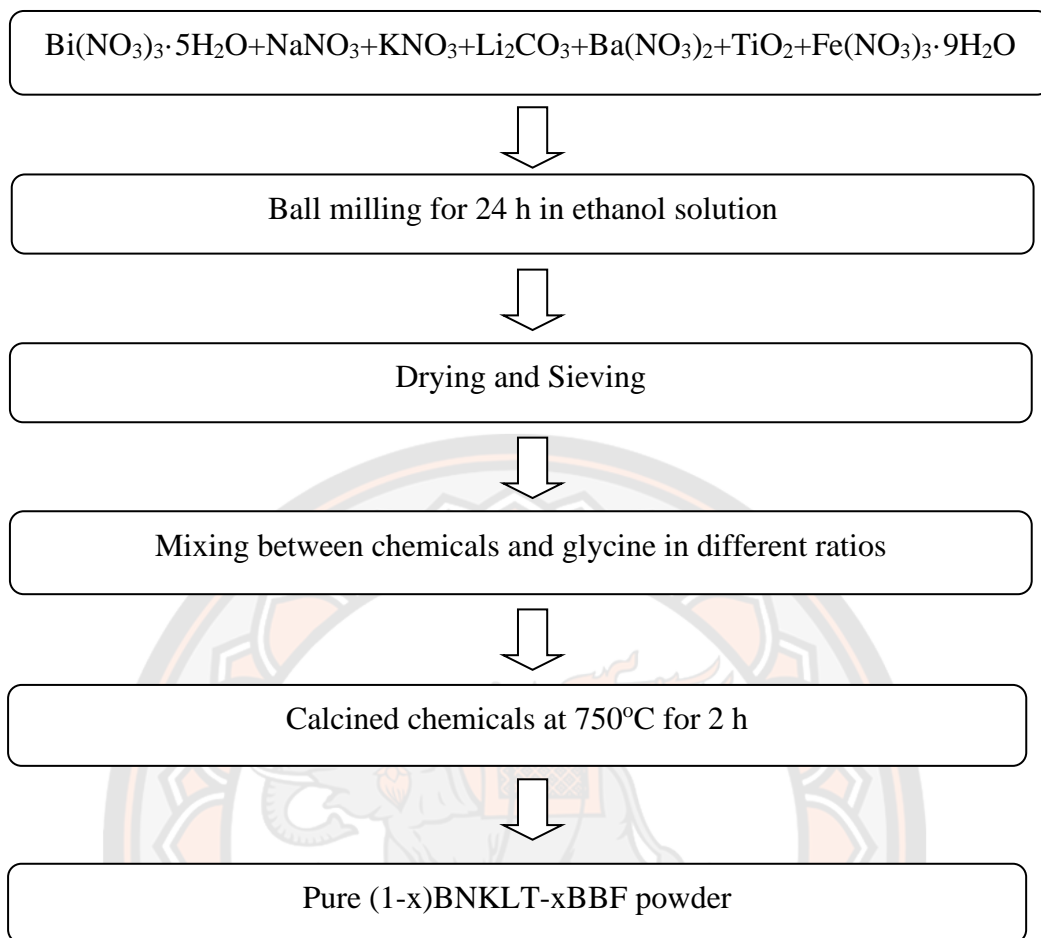 Bi(NO₃)₃·5H₂O+NaNO₃+KNO₃+Li₂CO₃+Ba(NO₃)₂+TiO₂+Fe(NO₃)₃·9H₂O
Ball milling for 24 h in ethanol solution
Drying and Sieving
Mixing between chemicals and glycine in different ratios
Calcined chemicals at 750ᵒC for 2 h
Pure (1-x)BNKLT-xBBF powder